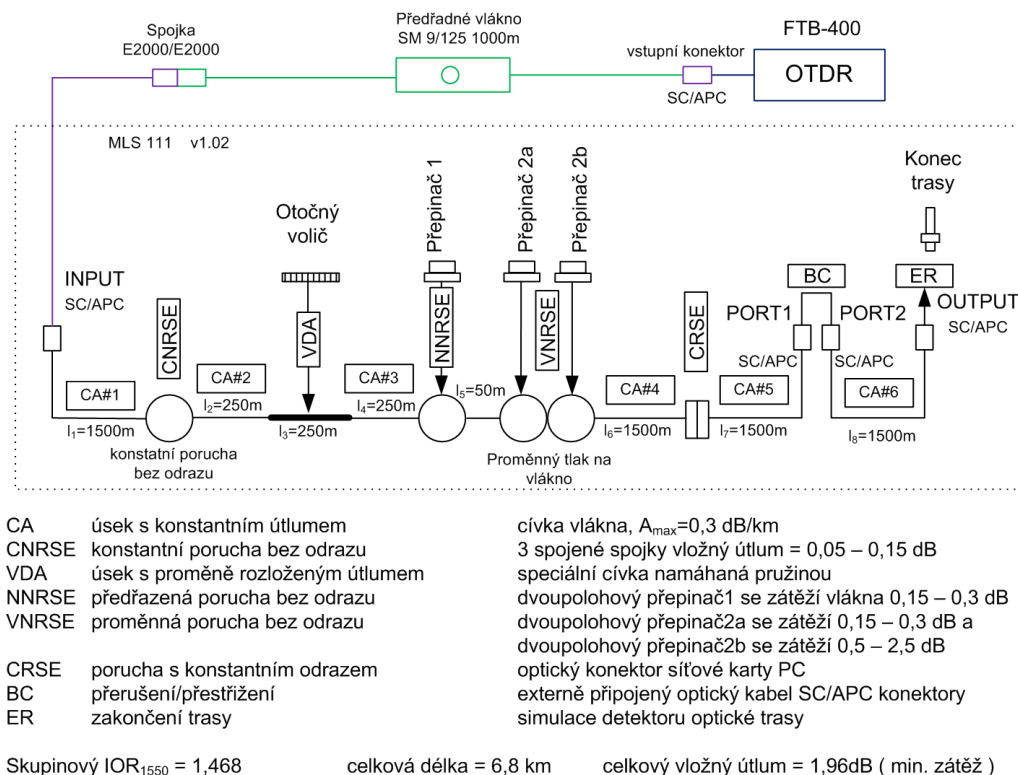 Spojka
E2000/E2000
Předřadné vlákno
SM 9/125 1000m
vstupní konektor
SC/APC
FTB-400
OTDR
MLS 111 v1.02
Konec
trasy
Otočný
volič
Přepinač 1
Přepinač 2a
Přepinač 2b
INPUT
SC/APC
CNRSE
VDA
NNRSE
VNRSE
CRSE
BC
ER
PORT1
PORT2
OUTPUT
SC/APC
SC/APC
SC/APC
CA#1
CA#2
CA#3
CA#4
CA#5
CA#6
l₁=1500m
l₂=250m
l₃=250m
l₄=250m
l₅=50m
l₆=1500m
l₇=1500m
l₈=1500m
konstatní porucha
bez odrazu
Proměnný tlak na
vlákno
CA úsek s konstantním útlumem cívka vlákna, Amax=0,3 dB/km
CNRSE konstantní porucha bez odrazu 3 spojené spojky vložný útlum = 0,05 – 0,15 dB
VDA úsek s proměně rozloženým útlumem speciální cívka namáhaná pružinou
NNRSE předřazená porucha bez odrazu dvoupolohový přepinač1 se zátěží vlákna 0,15 – 0,3 dB
VNRSE proměnná porucha bez odrazu dvoupolohový přepinač2a se zátěží 0,15 – 0,3 dB a
dvoupolohový přepinač2b se zátěží 0,5 – 2,5 dB
CRSE porucha s konstantním odrazem optický konektor síťové karty PC
BC přerušení/přestřižení externě připojený optický kabel SC/APC konektory
ER zakončení trasy simulace detektoru optické trasy
Skupinový IOR₁₅₅₀ = 1,468 celková délka = 6,8 km celkový vložný útlum = 1,96dB ( min. zátěž )